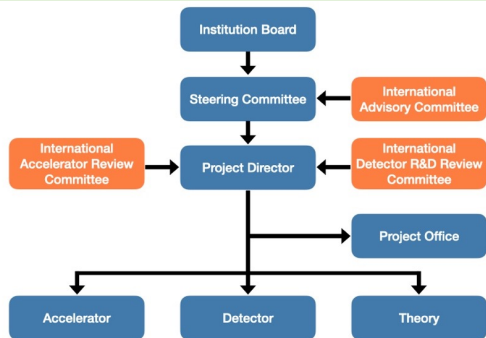 Institution Board
Steering Committee
International
Advisory Committee
International
Accelerator Review
Committee
Project Director
International
Detector R&D Review
Committee
Project Office
Accelerator
Detector
Theory